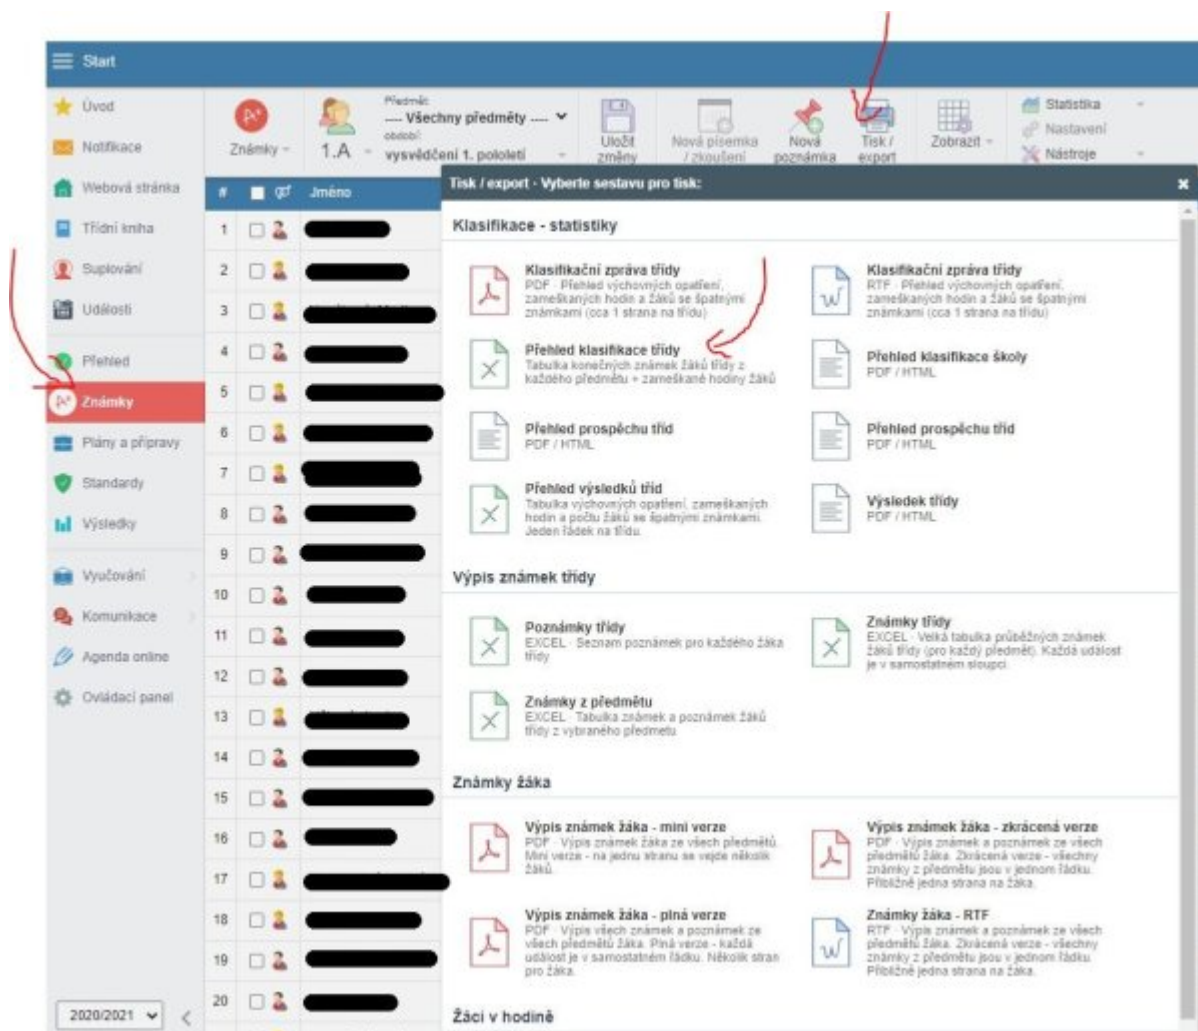 Start
Úvod
Notifikace
Webová stránka
Třídní kniha
Suplování
Události
Přehled
Známky
Plány a přípravy
Standardy
Výsledky
Vyučování
Komunikace
Agenda online
Ovládací panel
2020/2021
Známky
1.A
Předmět:
---- Všechny předměty ----
období:
vysvědčení 1. pololetí
Uložit
změny
Nová písemka
/ zkoušení
Nová
poznámka
Tisk /
export
Zobrazit
Statistika
Nastavení
Nástroje
# Jméno
1
2
3
4
5
6
7
8
9
10
11
12
13
14
15
16
17
18
19
20
Tisk / export - Vyberte sestavu pro tisk:
Klasifikace - statistiky
Klasifikační zpráva třídy
PDF · Přehled výchovných opatření,
zameškaných hodin a žáků se špatnými
známkami (cca 1 strana na třídu)
Klasifikační zpráva třídy
RTF · Přehled výchovných opatření,
zameškaných hodin a žáků se špatnými
známkami (cca 1 strana na třídu)
Přehled klasifikace třídy
Tabulka konečných známek žáků třídy z
každého předmětu + zameškané hodiny žáků
Přehled klasifikace školy
PDF / HTML
Přehled prospěchu tříd
PDF / HTML
Přehled prospěchu tříd
PDF / HTML
Přehled výsledků tříd
Tabulka výchovných opatření, zameškaných
hodin a počtu žáků se špatnými známkami.
Jeden řádek na třídu.
Výsledek třídy
PDF / HTML
Výpis známek třídy
Poznámky třídy
EXCEL · Seznam poznámek pro každého žáka
třídy
Známky třídy
EXCEL · Velká tabulka průběžných známek
žáků třídy (pro každý předmět). Každá událost
je v samostatném sloupci.
Známky z předmětu
EXCEL · Tabulka známek a poznámek žáků
třídy z vybraného předmetu
Známky žáka
Výpis známek žáka - mini verze
PDF · Výpis známek žáka ze všech předmětů.
Mini verze - na jednu stranu se vejde několik
žáků.
Výpis známek žáka - zkrácená verze
PDF · Výpis známek a poznámek ze všech
předmětů žáka. Zkrácená verze - všechny
známky z předmětu jsou v jednom řádku.
Přibližně jedna strana na žáka.
Výpis známek žáka - plná verze
PDF · Výpis všech známek a poznámek ze
všech předmětů žáka. Plná verze - každá
událost je v samostatném řádku. Několik stran
pro žáka.
Známky žáka - RTF
RTF · Výpis známek a poznámek ze všech
předmětů žáka. Zkrácená verze - všechny
známky z předmětu jsou v jednom řádku.
Přibližně jedna strana na žáka.
Žáci v hodině